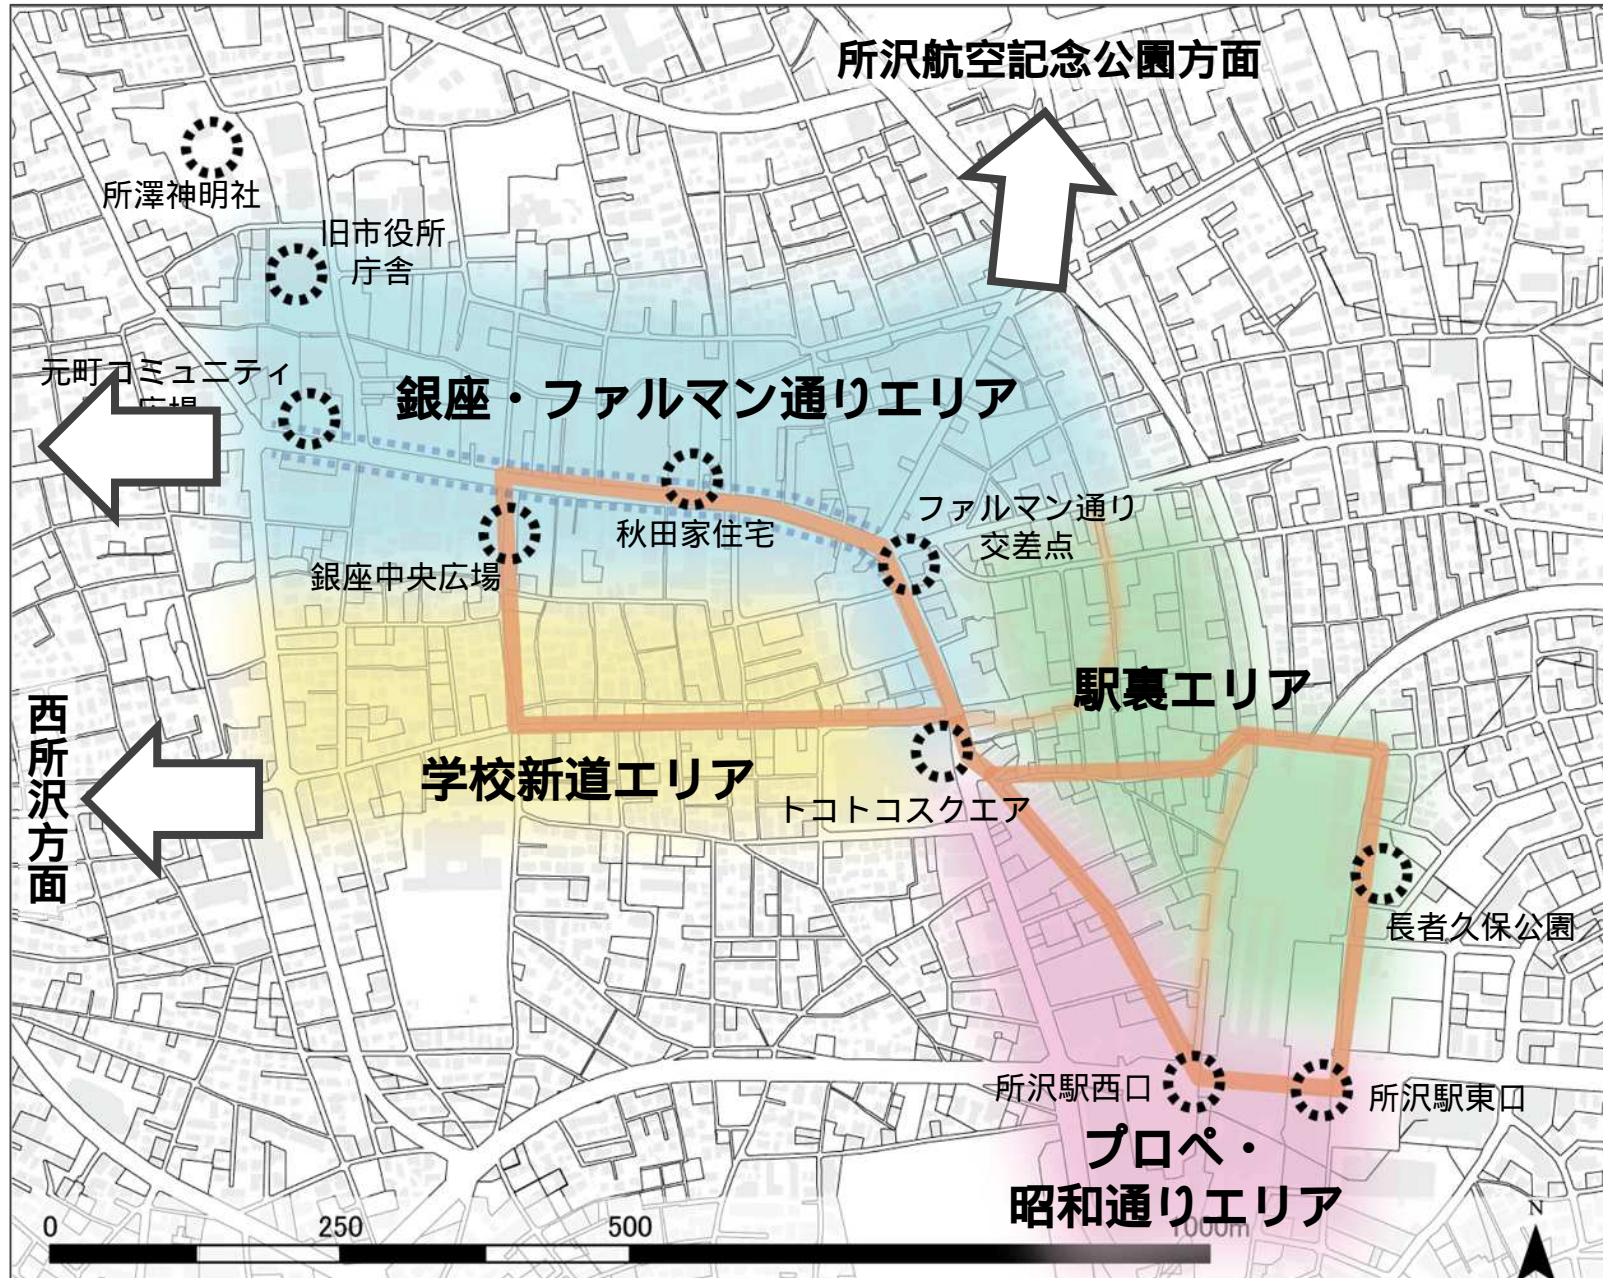 所沢航空記念公園方面
所澤神明社
旧市役所
庁舎
元町コミュニティ
広場
銀座・ファルマン通りエリア
ファルマン通り
交差点
秋田家住宅
銀座中央広場
駅裏エリア
西所沢方面
学校新道エリア
トコトコスクエア
長者久保公園
所沢駅西口
所沢駅東口
プロペ・
昭和通りエリア
0 250 500 1000m
N